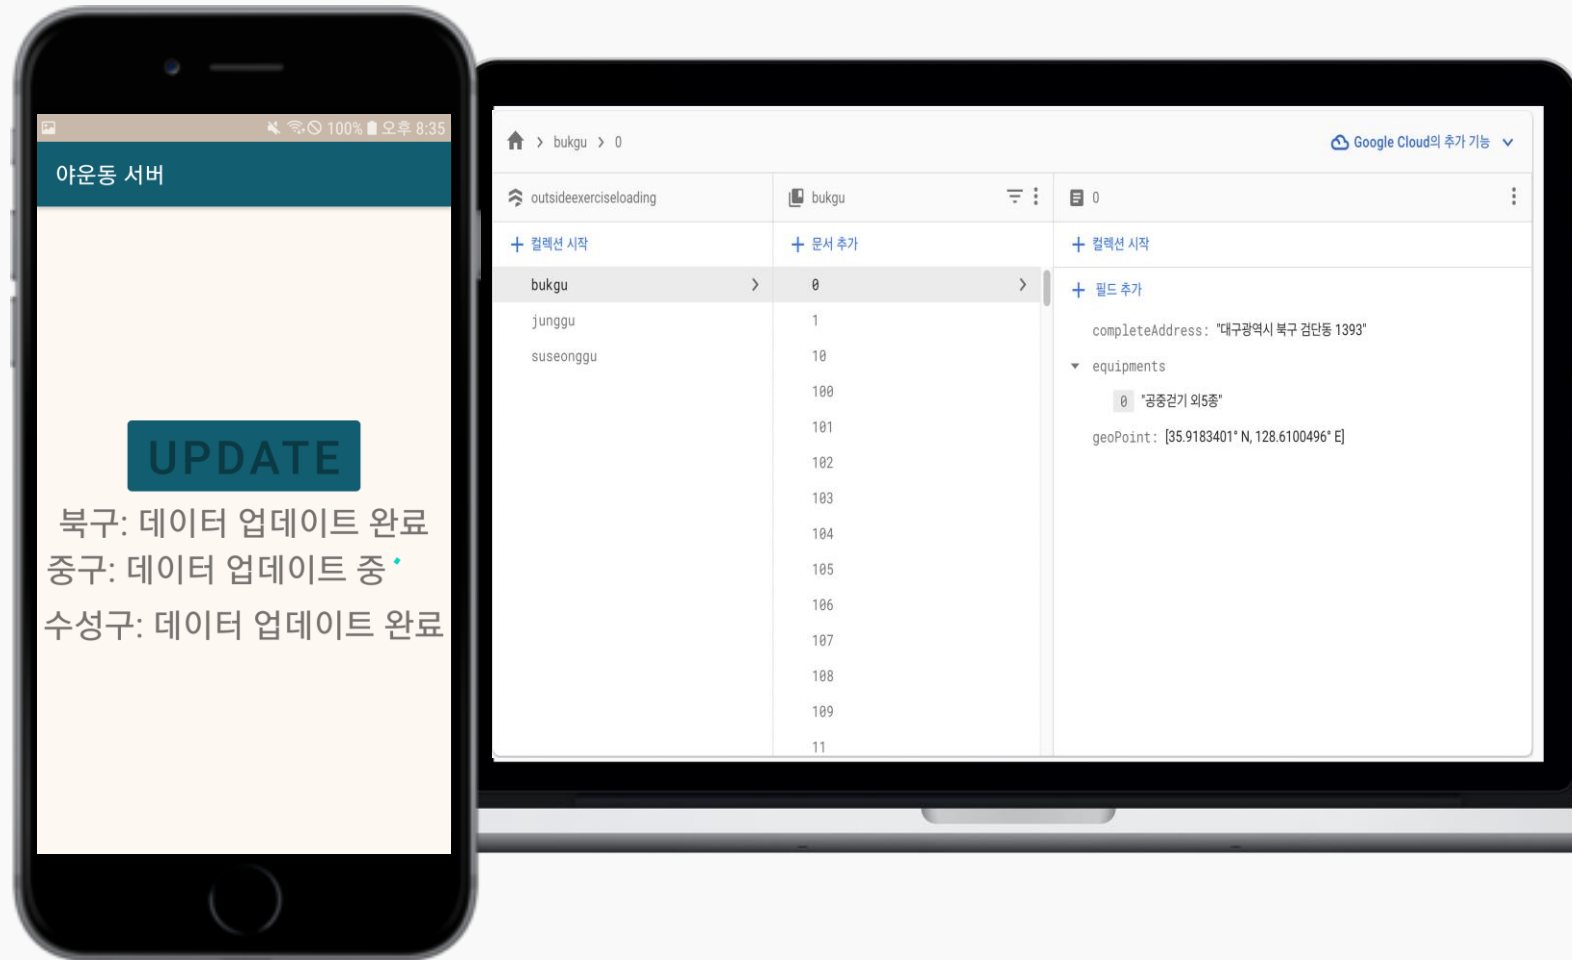 100% 오후 8:35
야운동 서버
UPDATE
북구: 데이터 업데이트 완료
중구: 데이터 업데이트 중
수성구: 데이터 업데이트 완료
> bukgu > 0
Google Cloud의 추가 기능
outsideexerciseloading
bukgu
0
+ 컬렉션 시작
+ 문서 추가
+ 컬렉션 시작
bukgu
junggu
suseonggu
0
1
10
100
101
102
103
104
105
106
107
108
109
11
+ 필드 추가
completeAddress: "대구광역시 북구 검단동 1393"
equipments
0 "공중걷기 외5종"
geoPoint: [35.9183401° N, 128.6100496° E]